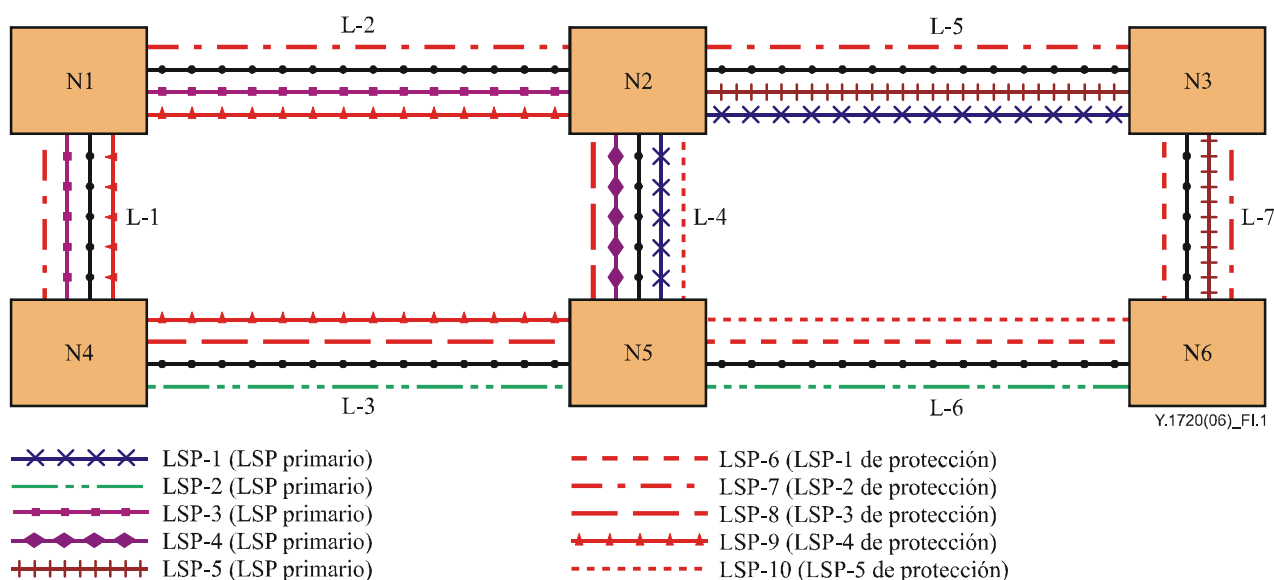 L-2
L-5
N1
N2
N3
L-1
L-4
L-7
N4
N5
N6
L-3
L-6
Y.1720(06)_FI.1
LSP-1 (LSP primario)
LSP-2 (LSP primario)
LSP-3 (LSP primario)
LSP-4 (LSP primario)
LSP-5 (LSP primario)
LSP-6 (LSP-1 de protección)
LSP-7 (LSP-2 de protección)
LSP-8 (LSP-3 de protección)
LSP-9 (LSP-4 de protección)
LSP-10 (LSP-5 de protección)